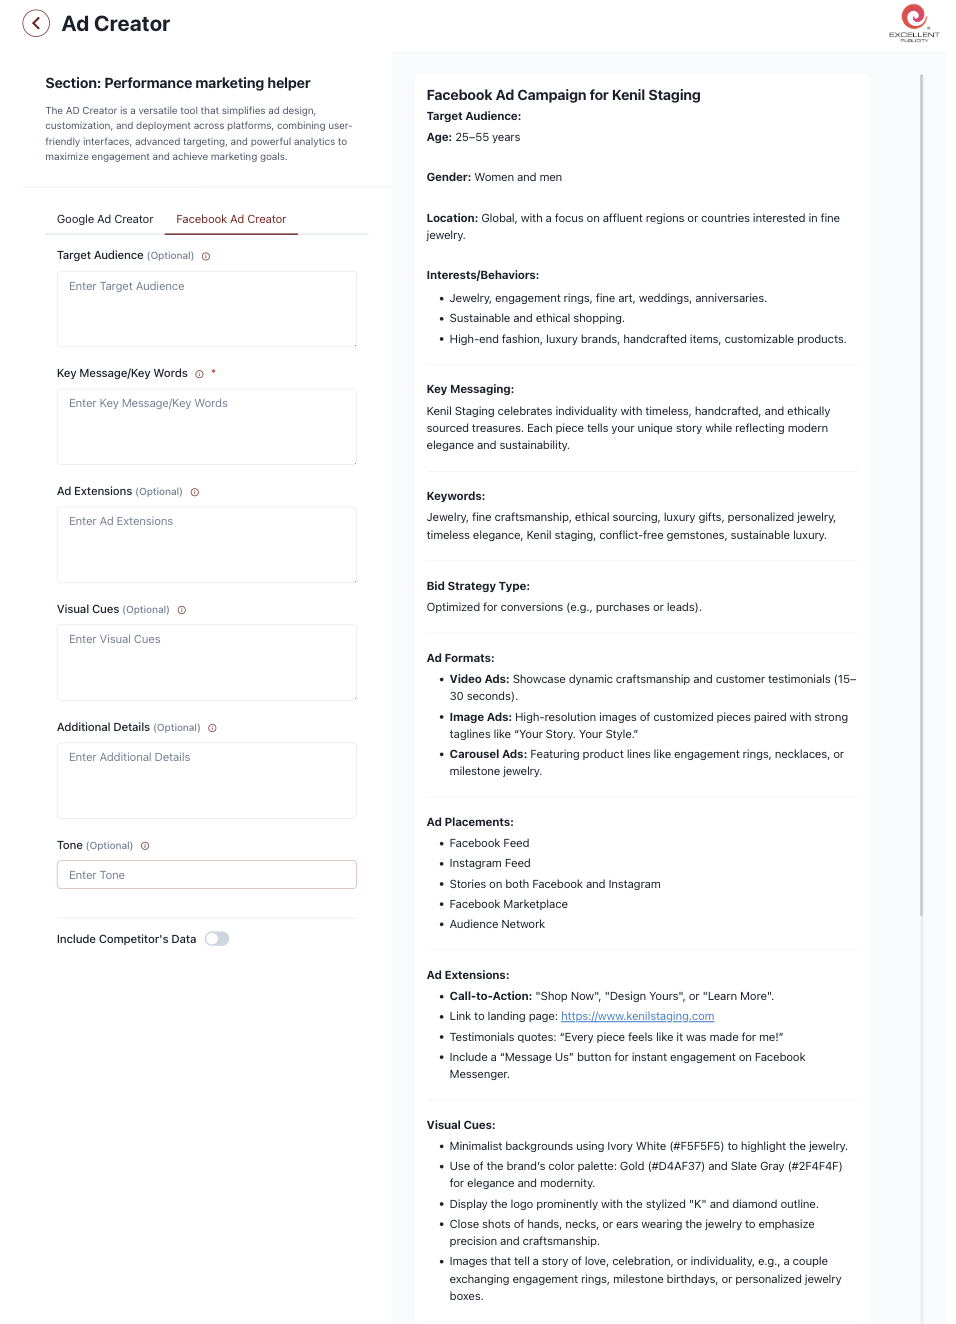 Ad Creator
EXCELLENT
PUBLICITY
Section: Performance marketing helper
The AD Creator is a versatile tool that simplifies ad design,
customization, and deployment across platforms, combining user-
friendly interfaces, advanced targeting, and powerful analytics to
maximize engagement and achieve marketing goals.
Google Ad Creator
Facebook Ad Creator
Target Audience (Optional)
Enter Target Audience
Key Message/Key Words *
Enter Key Message/Key Words
Ad Extensions (Optional)
Enter Ad Extensions
Visual Cues (Optional)
Enter Visual Cues
Additional Details (Optional)
Enter Additional Details
Tone (Optional)
Enter Tone
Include Competitor's Data
Facebook Ad Campaign for Kenil Staging
Target Audience:
Age: 25–55 years
Gender: Women and men
Location: Global, with a focus on affluent regions or countries interested in fine
jewelry.
Interests/Behaviors:
• Jewelry, engagement rings, fine art, weddings, anniversaries.
• Sustainable and ethical shopping.
• High-end fashion, luxury brands, handcrafted items, customizable products.
Key Messaging:
Kenil Staging celebrates individuality with timeless, handcrafted, and ethically
sourced treasures. Each piece tells your unique story while reflecting modern
elegance and sustainability.
Keywords:
Jewelry, fine craftsmanship, ethical sourcing, luxury gifts, personalized jewelry,
timeless elegance, Kenil staging, conflict-free gemstones, sustainable luxury.
Bid Strategy Type:
Optimized for conversions (e.g., purchases or leads).
Ad Formats:
• Video Ads: Showcase dynamic craftsmanship and customer testimonials (15–
30 seconds).
• Image Ads: High-resolution images of customized pieces paired with strong
taglines like “Your Story. Your Style.”
• Carousel Ads: Featuring product lines like engagement rings, necklaces, or
milestone jewelry.
Ad Placements:
• Facebook Feed
• Instagram Feed
• Stories on both Facebook and Instagram
• Facebook Marketplace
• Audience Network
Ad Extensions:
• Call-to-Action: "Shop Now", "Design Yours", or "Learn More".
• Link to landing page: https://www.kenilstaging.com
• Testimonials quotes: “Every piece feels like it was made for me!”
• Include a “Message Us” button for instant engagement on Facebook
Messenger.
Visual Cues:
• Minimalist backgrounds using Ivory White (#F5F5F5) to highlight the jewelry.
• Use of the brand’s color palette: Gold (#D4AF37) and Slate Gray (#2F4F4F)
for elegance and modernity.
• Display the logo prominently with the stylized "K" and diamond outline.
• Close shots of hands, necks, or ears wearing the jewelry to emphasize
precision and craftsmanship.
• Images that tell a story of love, celebration, or individuality, e.g., a couple
exchanging engagement rings, milestone birthdays, or personalized jewelry
boxes.